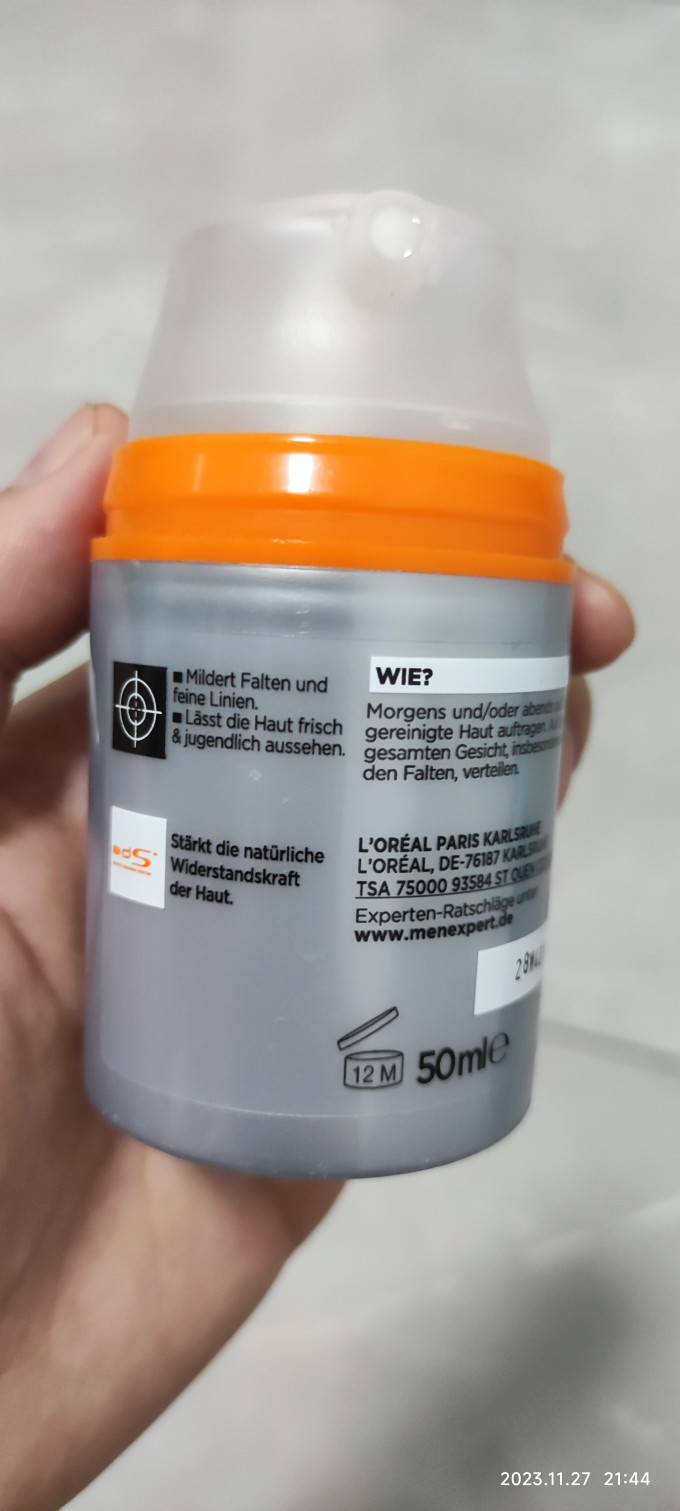 ■ Mildert Falten und
feine Linien.
■ Lässt die Haut frisch
& jugendlich aussehen.
Stärkt die natürliche
Widerstandskraft
der Haut.
WIE?
Morgens und/oder abends
gereinigte Haut auftragen.
gesamten Gesicht,
den Falten, verteilen.
L'ORÉAL PARIS KARLSRUHE
L'ORÉAL, DE-76187
TSA 75000 93584 ST OUEN
Experten-Ratschläge unter:
www.menexpert.de
12 M
50ml e
2023.11.27 21:44